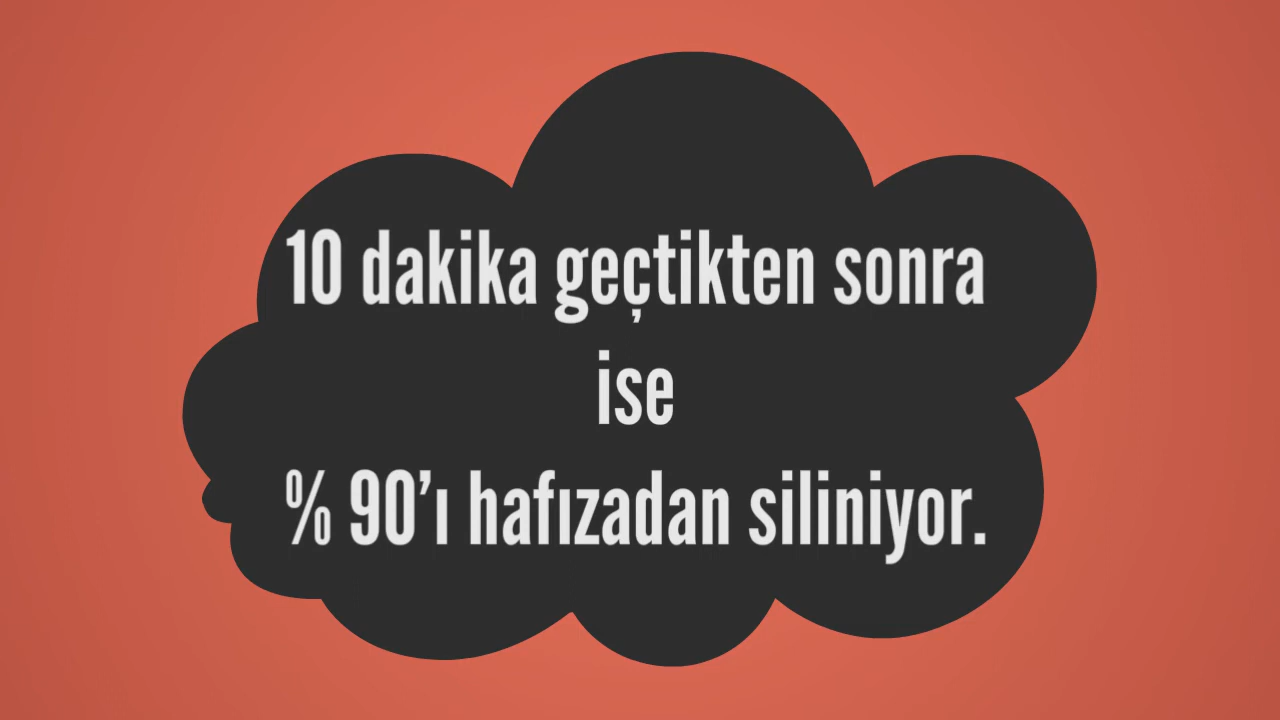 10 dakika geçtikten sonra
ise
% 90’ı hafızadan siliniyor.